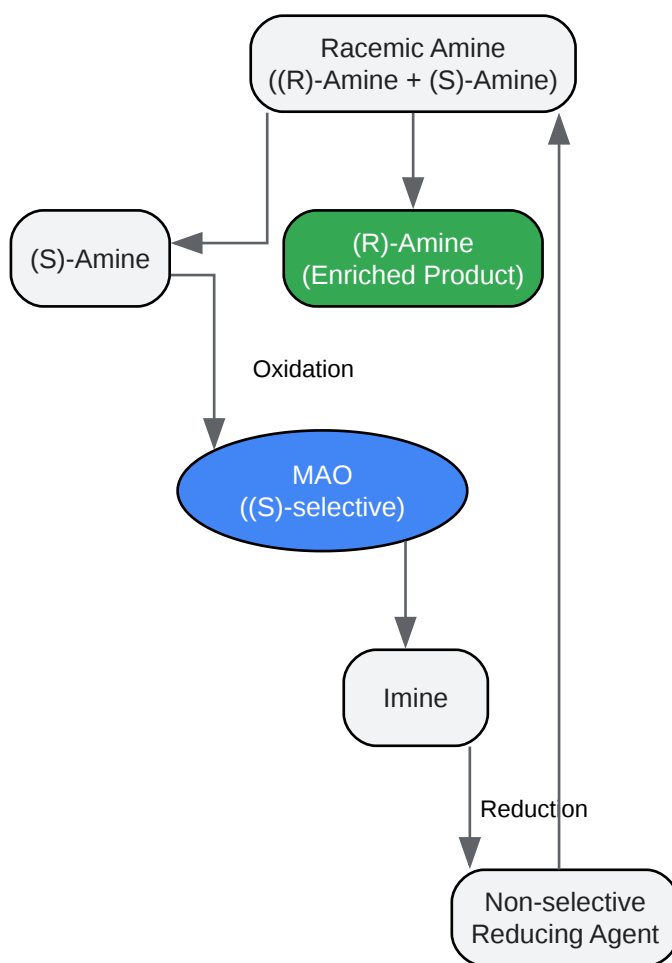 Racemic Amine
((R)-Amine + (S)-Amine)
(S)-Amine
(R)-Amine
(Enriched Product)
Oxidation
MAO
((S)-selective)
Imine
Reduction
Non-selective
Reducing Agent